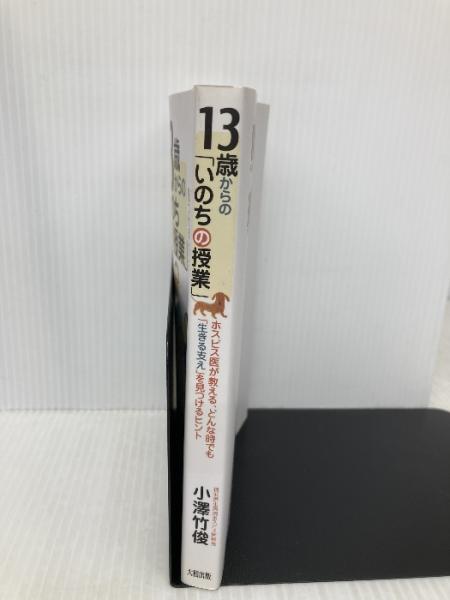 13歳からの
「いのちの授業」
ホスピス医が教える、どんな時でも
「生きる支え」を見つけるヒント
小澤竹俊
大和出版